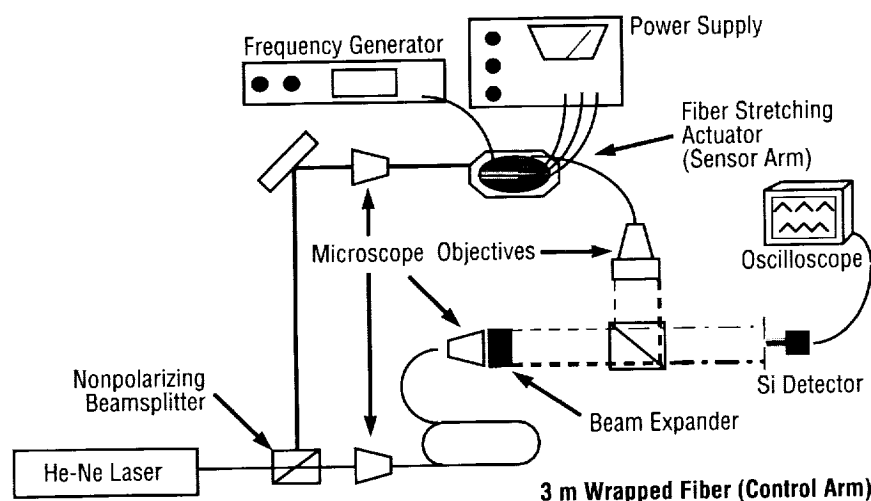 Frequency Generator
Power Supply
Fiber Stretching
Actuator
(Sensor Arm)
Microscope Objectives
Oscilloscope
Nonpolarizing
Beamsplitter
Si Detector
Beam Expander
He-Ne Laser
3 m Wrapped Fiber (Control Arm)